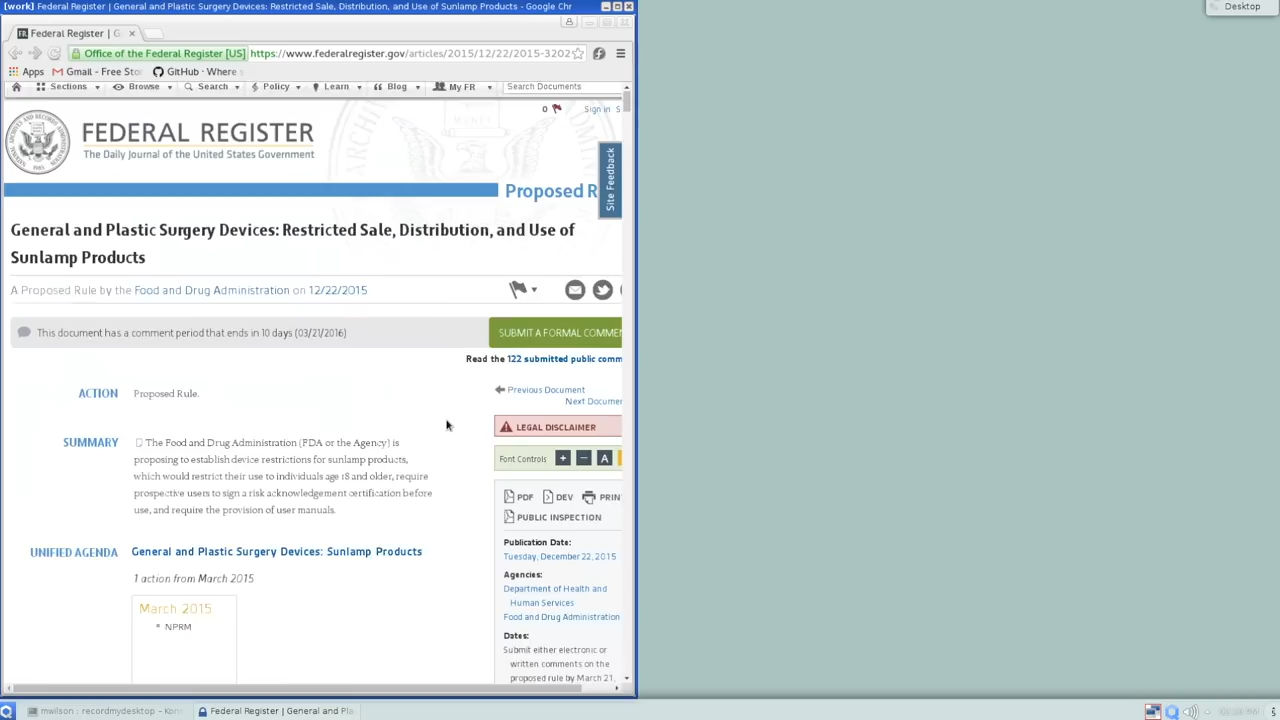 [work] Federal Register | General and Plastic Surgery Devices: Restricted Sale, Distribution, and Use of Sunlamp Products - Google Chr
Desktop
Federal Register | G
Office of the Federal Register [US]
https://www.federalregister.gov/articles/2015/12/22/2015-3202
Apps
Gmail - Free Sto
GitHub · Where
Sections
Browse
Search
Policy
Learn
Blog
My FR
Search Documents
0
Sign in S
FEDERAL REGISTER
The Daily Journal of the United States Government
Site Feedback
Proposed R
General and Plastic Surgery Devices: Restricted Sale, Distribution, and Use of
Sunlamp Products
A Proposed Rule by the Food and Drug Administration on 12/22/2015
This document has a comment period that ends in 10 days (03/21/2016)
SUBMIT A FORMAL COMMEN
Read the 122 submitted public comm
ACTION
Proposed Rule.
SUMMARY
The Food and Drug Administration (FDA or the Agency) is
proposing to establish device restrictions for sunlamp products,
which would restrict their use to individuals age 18 and older, require
prospective users to sign a risk acknowledgement certification before
use, and require the provision of user manuals.
UNIFIED AGENDA
General and Plastic Surgery Devices: Sunlamp Products
1 action from March 2015
March 2015
NPRM
Previous Document
Next Documen
LEGAL DISCLAIMER
Font Controls
+
−
A
PDF
DEV
PRIN
PUBLIC INSPECTION
Publication Date:
Tuesday, December 22, 2015
Agencies:
Department of Health and
Human Services
Food and Drug Administration
Dates:
Submit either electronic or
written comments on the
proposed rule by March 21,
mwilson : recordmydesktop – Kon
Federal Register | General and Pla